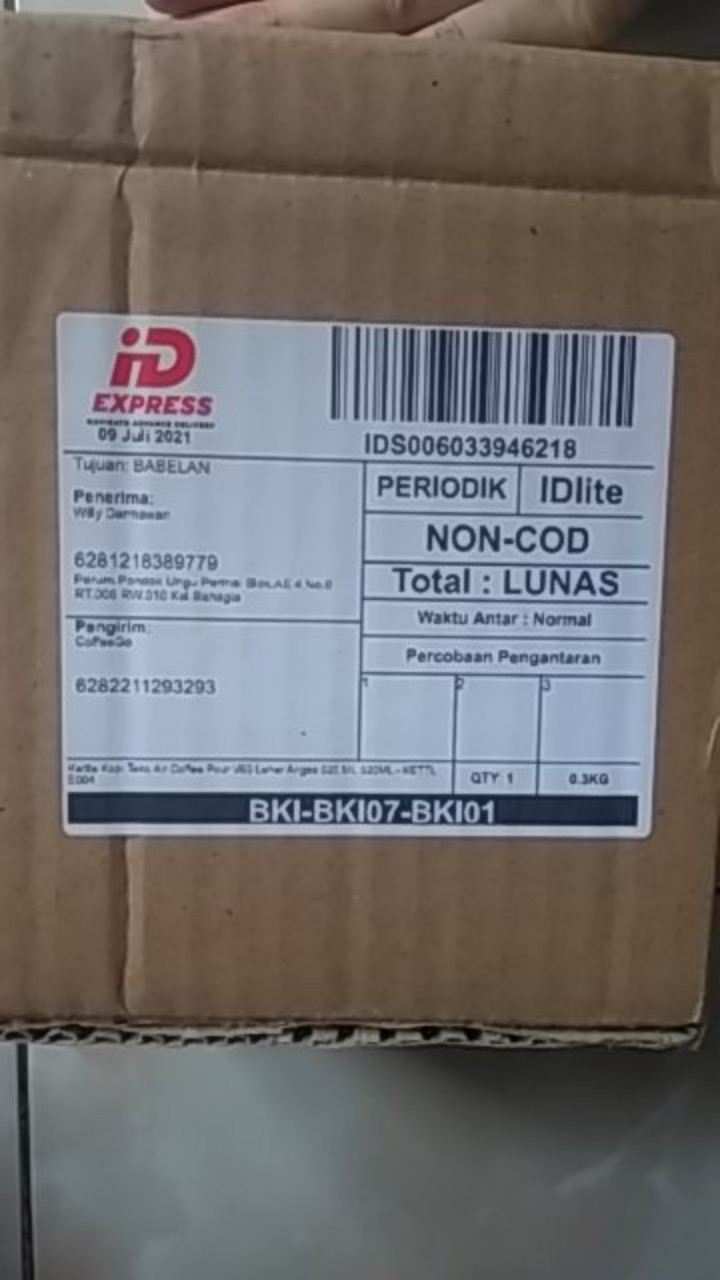 iD
EXPRESS
09 Juli 2021
IDS006033946218
Tujuan: BABELAN
PERIODIK
IDlite
Penerima:
Willy Darmawan
NON-COD
6281218389779
Total : LUNAS
RT.008 RW.010 Kel Bahagia
Waktu Antar : Normal
Pengirim:
CoffeeGo
Percobaan Pengantaran
6282211293293
1
2
3
QTY: 1
0.3KG
BKI-BKI07-BKI01